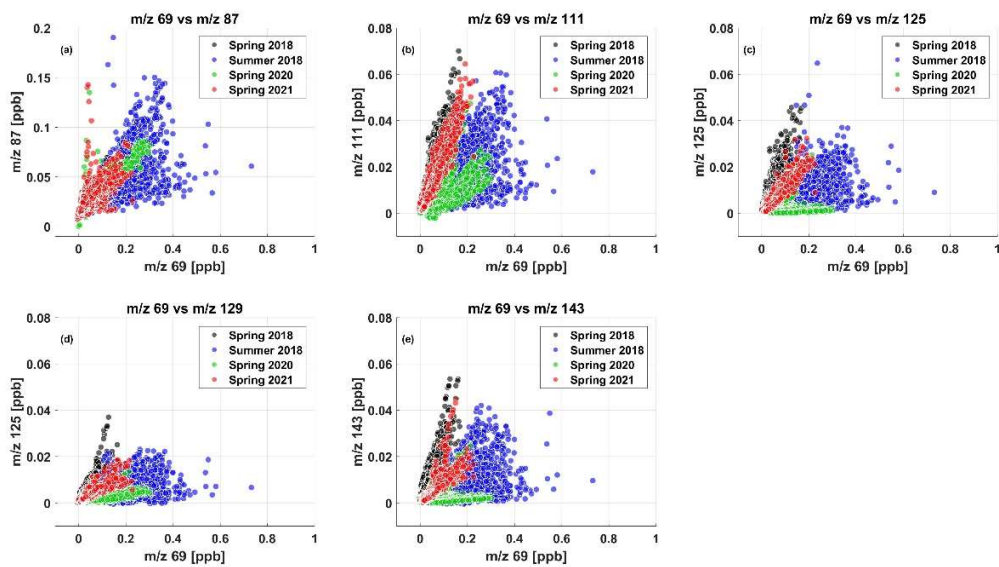 m/z 69 vs m/z 87
(a)
Spring 2018
Summer 2018
Spring 2020
Spring 2021
m/z 87 [ppb]
0.2
0.15
0.1
0.05
0
0 0.2 0.4 0.6 0.8 1
m/z 69 [ppb]
m/z 69 vs m/z 111
(b)
Spring 2018
Summer 2018
Spring 2020
Spring 2021
m/z 111 [ppb]
0.08
0.06
0.04
0.02
0
0 0.2 0.4 0.6 0.8 1
m/z 69 [ppb]
m/z 69 vs m/z 125
(c)
Spring 2018
Summer 2018
Spring 2020
Spring 2021
m/z 125 [ppb]
0.08
0.06
0.04
0.02
0
0 0.2 0.4 0.6 0.8 1
m/z 69 [ppb]
m/z 69 vs m/z 129
(d)
Spring 2018
Summer 2018
Spring 2020
Spring 2021
m/z 125 [ppb]
0.08
0.06
0.04
0.02
0
0 0.2 0.4 0.6 0.8 1
m/z 69 [ppb]
m/z 69 vs m/z 143
(e)
Spring 2018
Summer 2018
Spring 2020
Spring 2021
m/z 143 [ppb]
0.08
0.06
0.04
0.02
0
0 0.2 0.4 0.6 0.8 1
m/z 69 [ppb]